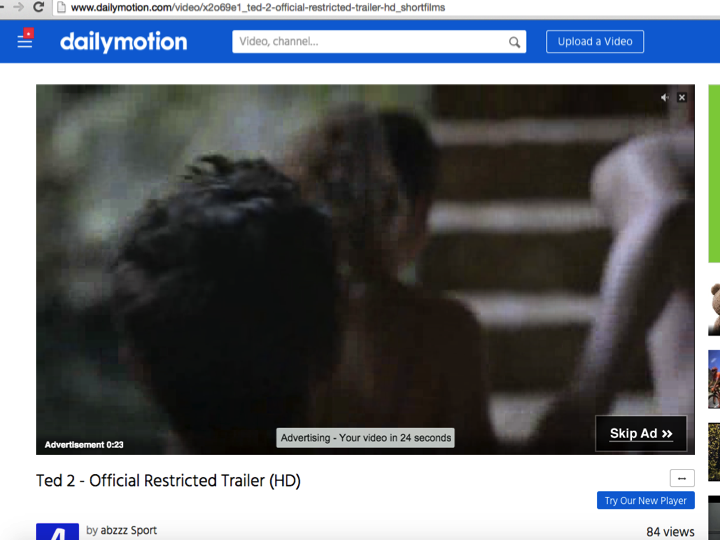 www.dailymotion.com/video/x2o69e1_ted-2-official-restricted-trailer-hd_shortfilms
dailymotion
Video, channel...
Upload a Video
Advertisement 0:23
Advertising - Your video in 24 seconds
Skip Ad »
Ted 2 - Official Restricted Trailer (HD)
Try Our New Player
by abzzz Sport
84 views